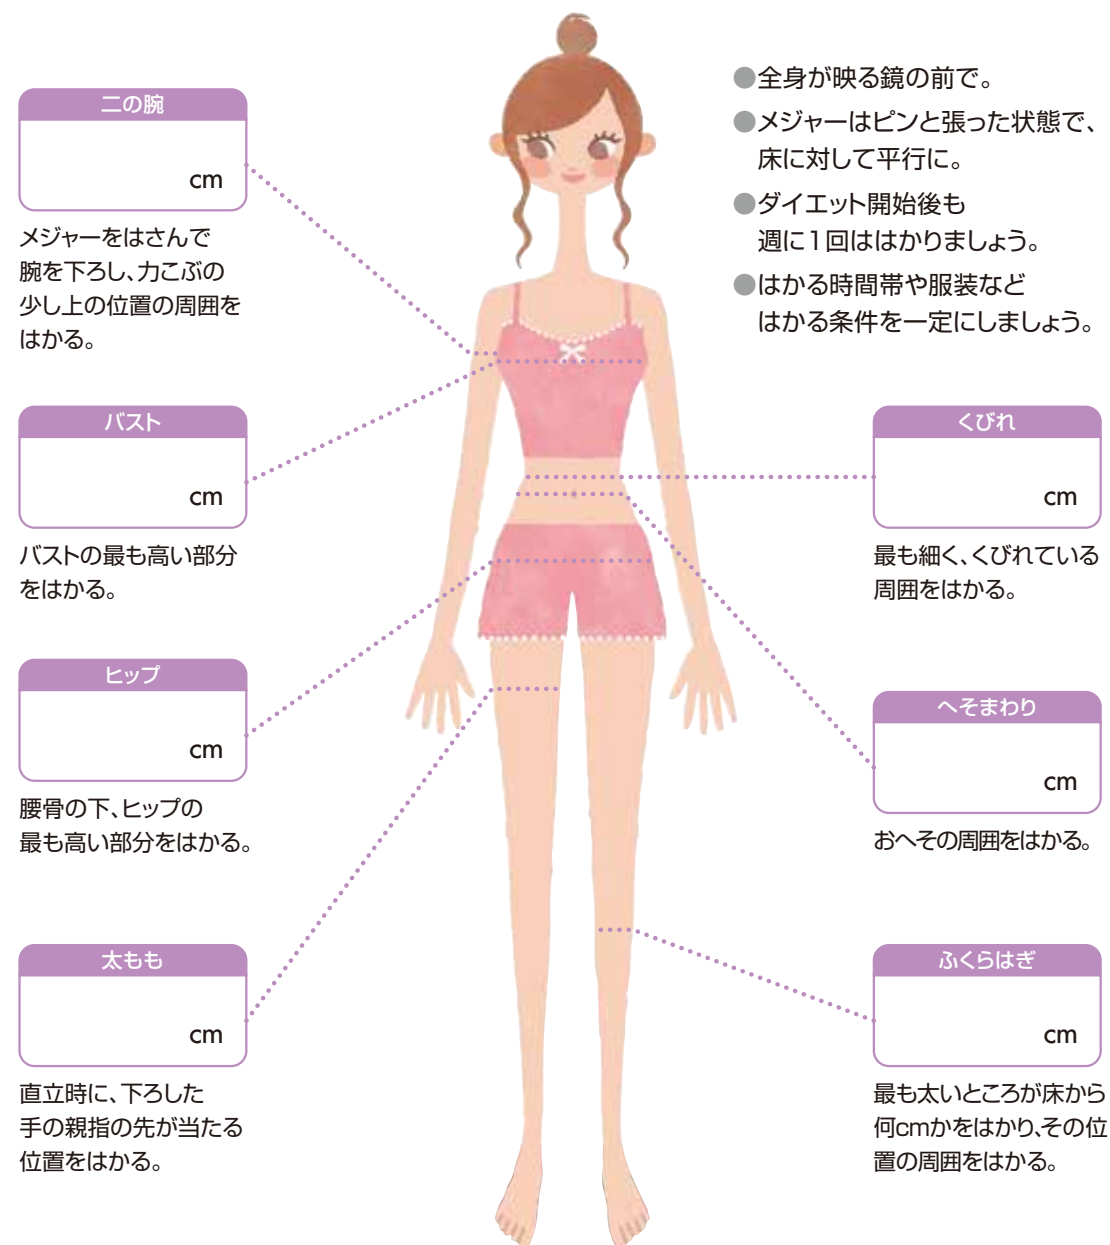 二の腕
cm
メジャーをはさんで
腕を下ろし、力こぶの
少し上の位置の周囲を
はかる。
バスト
cm
バストの最も高い部分
をはかる。
ヒップ
cm
腰骨の下、ヒップの
最も高い部分をはかる。
太もも
cm
直立時に、下ろした
手の親指の先が当たる
位置をはかる。
●全身が映る鏡の前で。
●メジャーはピンと張った状態で、
床に対して平行に。
●ダイエット開始後も
週に1回ははかりましょう。
●はかる時間帯や服装など
はかる条件を一定にしましょう。
くびれ
cm
最も細く、くびれている
周囲をはかる。
へそまわり
cm
おへその周囲をはかる。
ふくらはぎ
cm
最も太いところが床から
何cmかをはかり、その位
置の周囲をはかる。